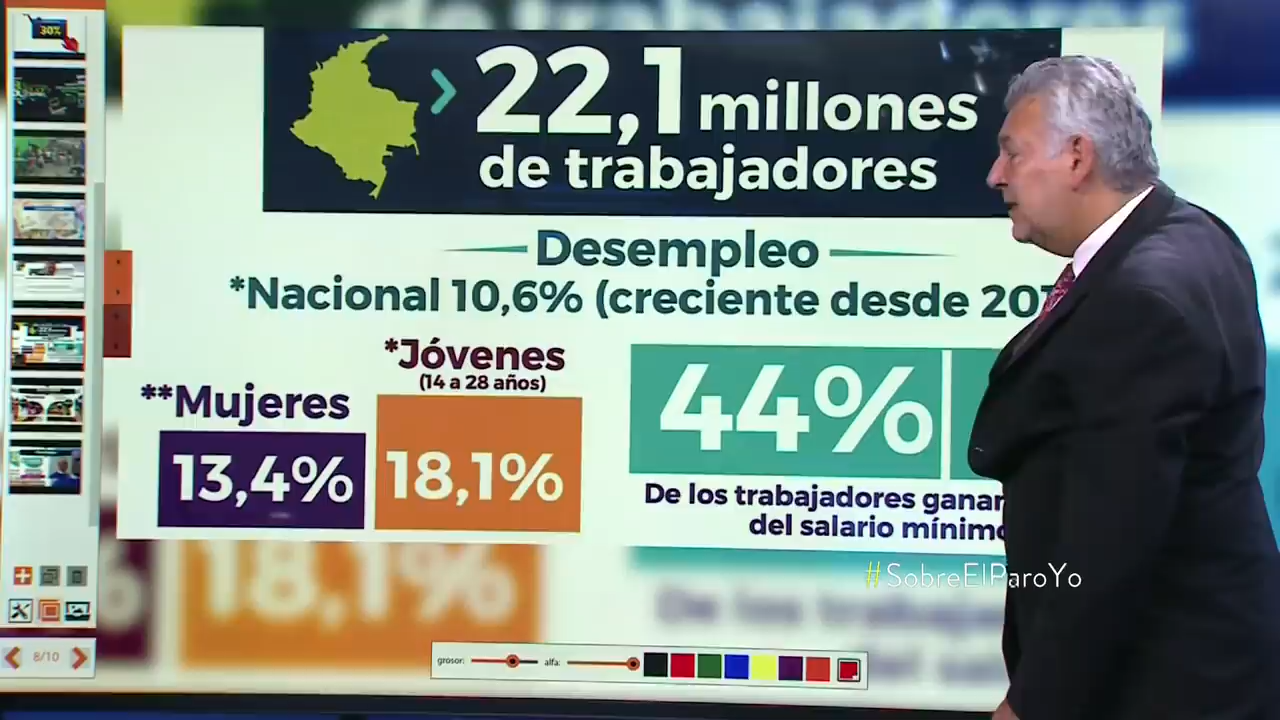 30%
22,1 millones
de trabajadores
Desempleo
*Nacional 10,6% (creciente desde 201
**Mujeres
13,4%
*Jóvenes
(14 a 28 años)
18,1%
44%
De los trabajadores ganan
del salario mínimo
18,1%
#SobreElParoYo
grosor:
alfa:
8/10